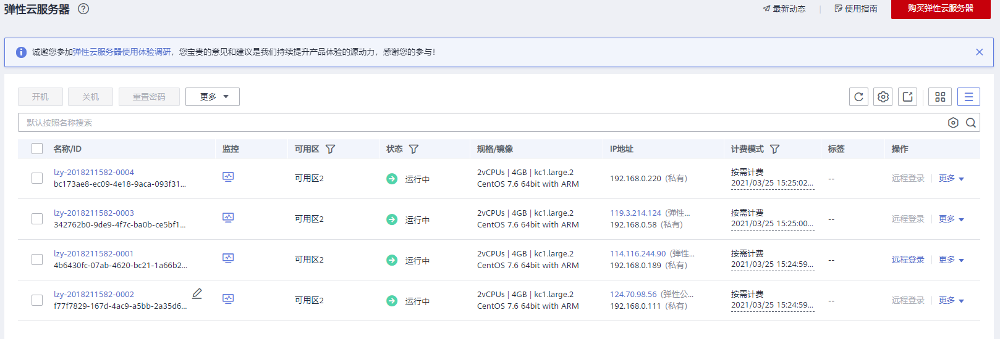 弹性云服务器
最新动态
使用指南
购买弹性云服务器
诚邀您参加弹性云服务器使用体验调研，您宝贵的意见和建议是我们持续提升产品体验的源动力，感谢您的参与！
开机
关机
重置密码
更多
默认按照名称搜索
名称/ID 监控 可用区 状态 规格/镜像 IP地址 计费模式 标签 操作
lzy-2018211582-0004
bc173ae8-ec09-4e18-9aca-093f31...
可用区2
运行中
2vCPUs | 4GB | kc1.large.2
CentOS 7.6 64bit with ARM
192.168.0.220 (私有)
按需计费
2021/03/25 15:25:02...
--
远程登录
更多
lzy-2018211582-0003
342762b0-9de9-4f7c-ba0b-ce5bf1...
可用区2
运行中
2vCPUs | 4GB | kc1.large.2
CentOS 7.6 64bit with ARM
119.3.214.124 (弹性...
192.168.0.58 (私有)
按需计费
2021/03/25 15:25:00...
--
远程登录
更多
lzy-2018211582-0001
4b6430fc-07ab-4620-bc21-1a66b2...
可用区2
运行中
2vCPUs | 4GB | kc1.large.2
CentOS 7.6 64bit with ARM
114.116.244.90 (弹性...
192.168.0.189 (私有)
按需计费
2021/03/25 15:24:59...
--
远程登录
更多
lzy-2018211582-0002
f77f7829-167d-4ac9-a5bb-2a35d6...
可用区2
运行中
2vCPUs | 4GB | kc1.large.2
CentOS 7.6 64bit with ARM
124.70.98.56 (弹性公...
192.168.0.111 (私有)
按需计费
2021/03/25 15:24:59...
--
远程登录
更多